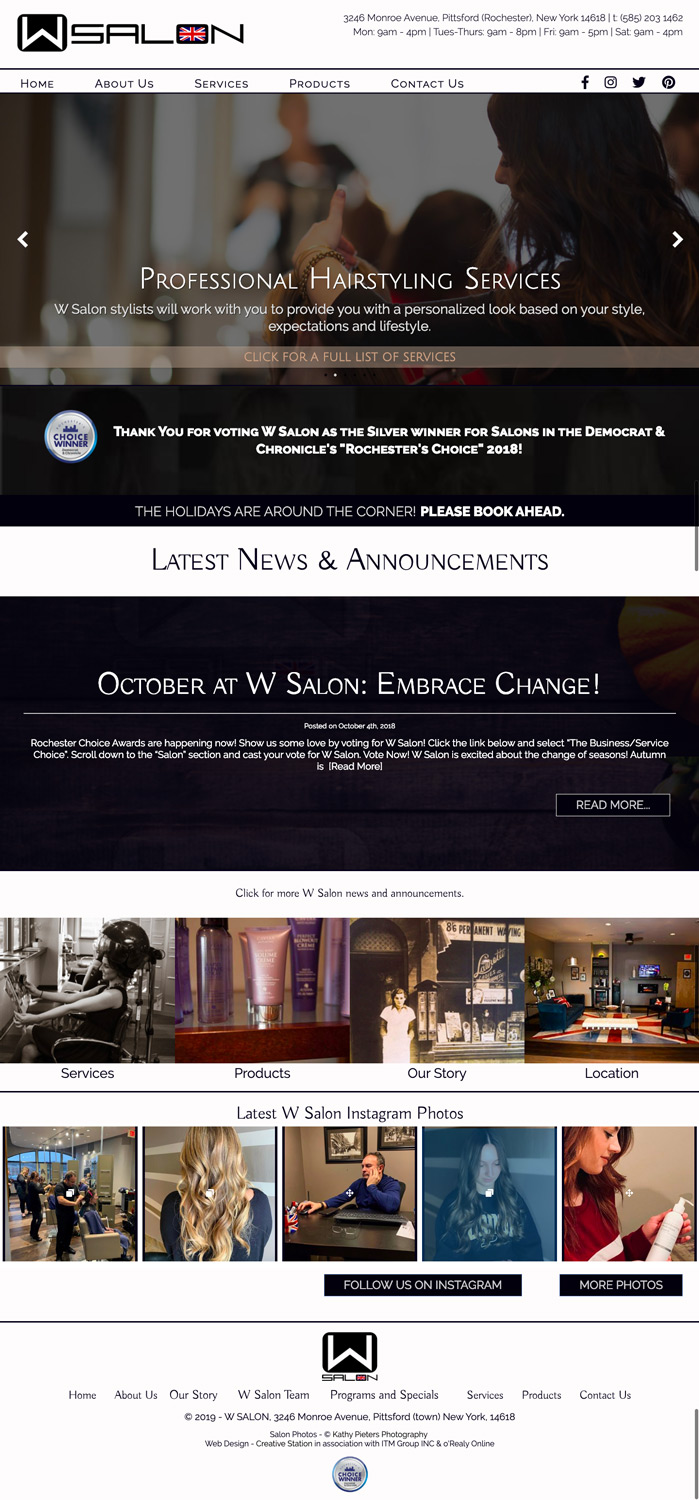 W SALON
3246 Monroe Avenue, Pittsford (Rochester), New York 14618 | t: (585) 203 1462
Mon: 9am - 4pm | Tues-Thurs: 9am - 8pm | Fri: 9am - 5pm | Sat: 9am - 4pm
Home About Us Services Products Contact Us
Professional Hairstyling Services
W Salon stylists will work with you to provide you with a personalized look based on your style,
expectations and lifestyle.
CLICK FOR A FULL LIST OF SERVICES
CHOICE
WINNER
Thank You for voting W Salon as the Silver winner for Salons in the Democrat &
Chronicle's "Rochester's Choice" 2018!
THE HOLIDAYS ARE AROUND THE CORNER! PLEASE BOOK AHEAD.
Latest News & Announcements
October at W Salon: Embrace Change!
Posted on October 4th, 2018
Rochester Choice Awards are happening now! Show us some love by voting for W Salon! Click the link below and select "The Business/Service
Choice". Scroll down to the "Salon" section and cast your vote for W Salon. Vote Now! W Salon is excited about the change of seasons! Autumn
is [Read More]
READ MORE...
Click for more W Salon news and announcements.
8⅝ PERMANENT WAVING
Services Products Our Story Location
Latest W Salon Instagram Photos
FOLLOW US ON INSTAGRAM MORE PHOTOS
W
SALON
Home About Us Our Story W Salon Team Programs and Specials Services Products Contact Us
© 2019 - W SALON, 3246 Monroe Avenue, Pittsford (town) New York, 14618
Salon Photos - © Kathy Pieters Photography
Web Design - Creative Station in association with ITM Group INC & o'Realy Online
CHOICE
WINNER